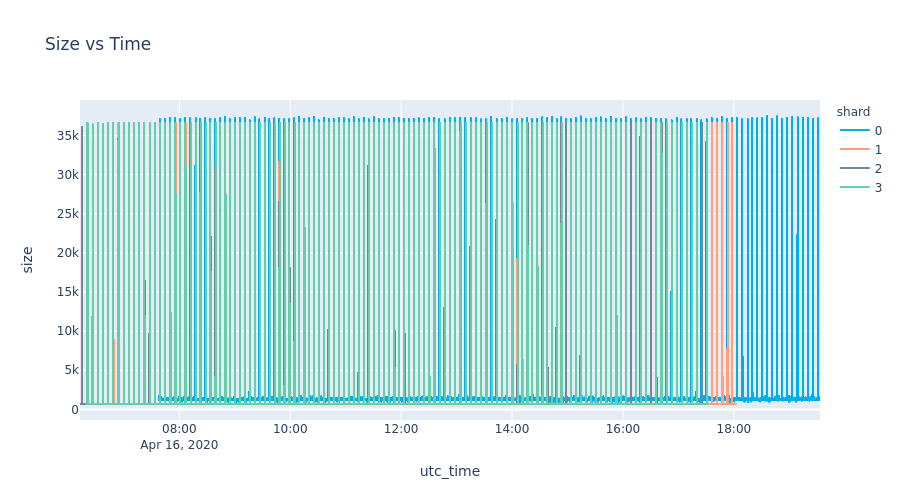 Size vs Time
shard
0
1
2
3
35k
30k
25k
20k
15k
10k
5k
0
size
08:00
Apr 16, 2020
10:00
12:00
14:00
16:00
18:00
utc_time